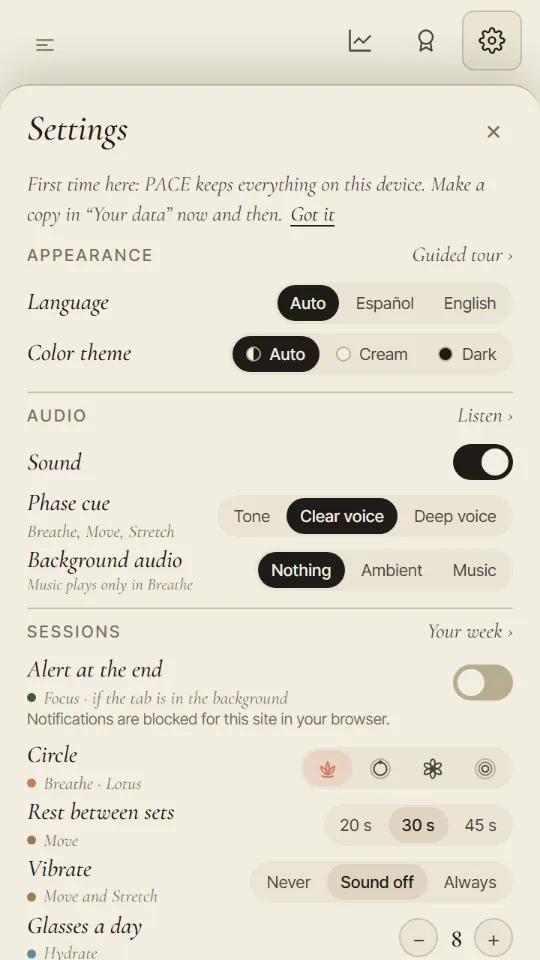 Settings
First time here: PACE keeps everything on this device. Make a
copy in “Your data” now and then. Got it
APPEARANCE Guided tour ›
Language Auto Español English
Color theme Auto Cream Dark
AUDIO Listen ›
Sound
Phase cue
Breathe, Move, Stretch
Tone Clear voice Deep voice
Background audio
Music plays only in Breathe
Nothing Ambient Music
SESSIONS Your week ›
Alert at the end
Focus · if the tab is in the background
Notifications are blocked for this site in your browser.
Circle
Breathe · Lotus
Rest between sets
Move
20 s 30 s 45 s
Vibrate
Move and Stretch
Never Sound off Always
Glasses a day
Hydrate
− 8 +